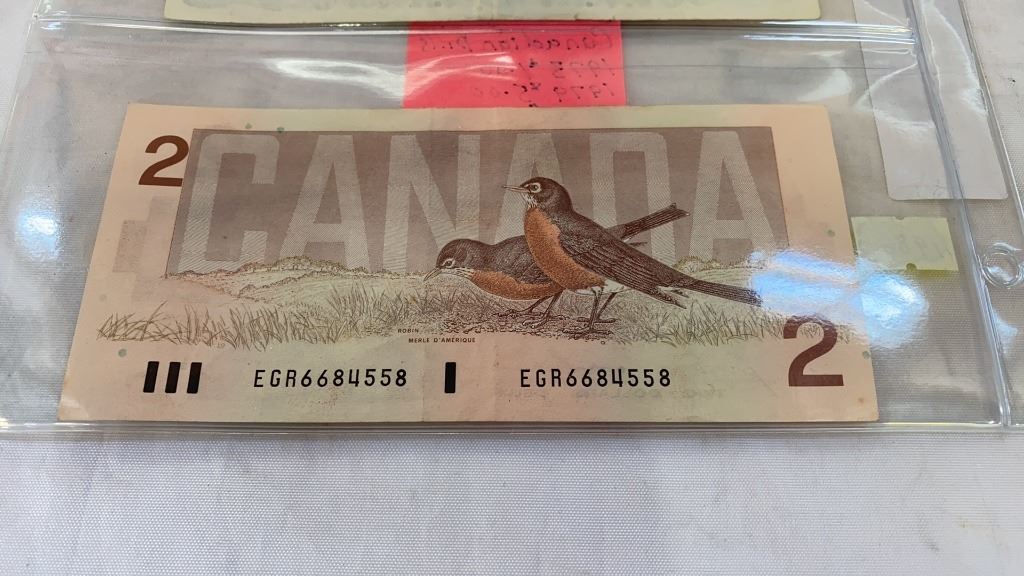 2
CANADA
ROBIN
MERLE D'AMÉRIQUE
2
EGR6684558 EGR6684558